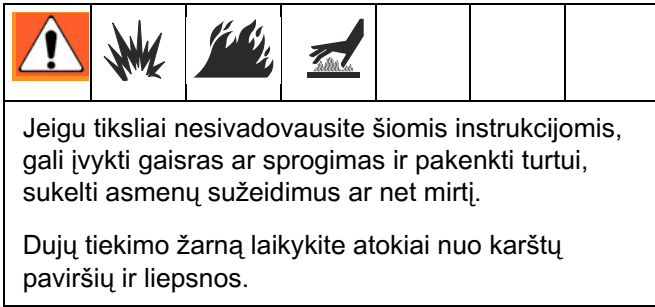 Jeigu tiksliai nesivadovausite šiomis instrukcijomis,
gali įvykti gaisras ar sprogimas ir pakenkti turtui,
sukelti asmenų sužeidimus ar net mirtį.
Dujų tiekimo žarną laikykite atokiai nuo karštų
paviršių ir liepsnos.